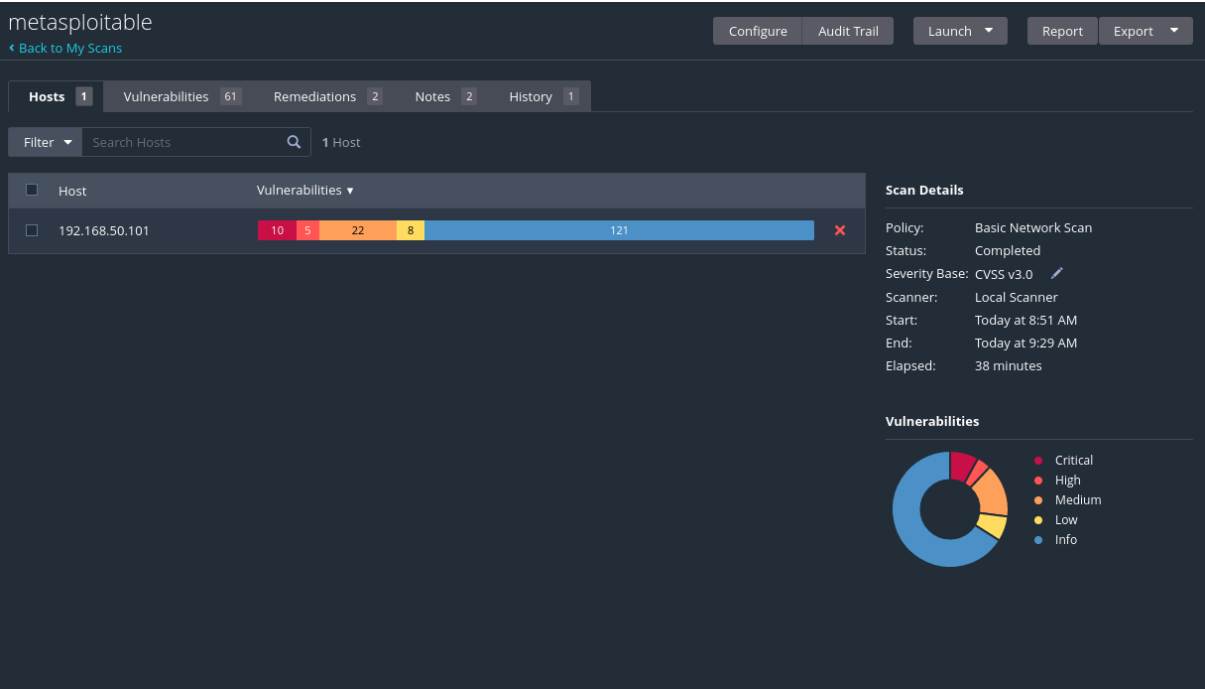 metasploitable
Back to My Scans
Configure Audit Trail Launch Report Export
Hosts 1 Vulnerabilities 61 Remediations 2 Notes 2 History 1
Filter Search Hosts 1 Host
Host Vulnerabilities
192.168.50.101 10 5 22 8 121
Scan Details
Policy: Basic Network Scan
Status: Completed
Severity Base: CVSS v3.0
Scanner: Local Scanner
Start: Today at 8:51 AM
End: Today at 9:29 AM
Elapsed: 38 minutes
Vulnerabilities
Critical
High
Medium
Low
Info